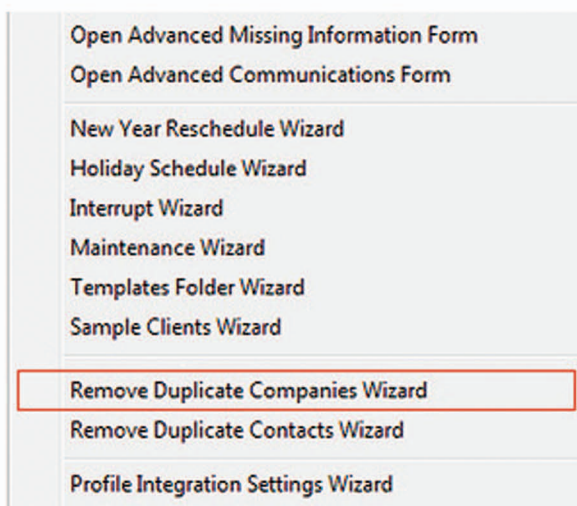 Open Advanced Missing Information Form
Open Advanced Communications Form
New Year Reschedule Wizard
Holiday Schedule Wizard
Interrupt Wizard
Maintenance Wizard
Templates Folder Wizard
Sample Clients Wizard
Remove Duplicate Companies Wizard
Remove Duplicate Contacts Wizard
Profile Integration Settings Wizard